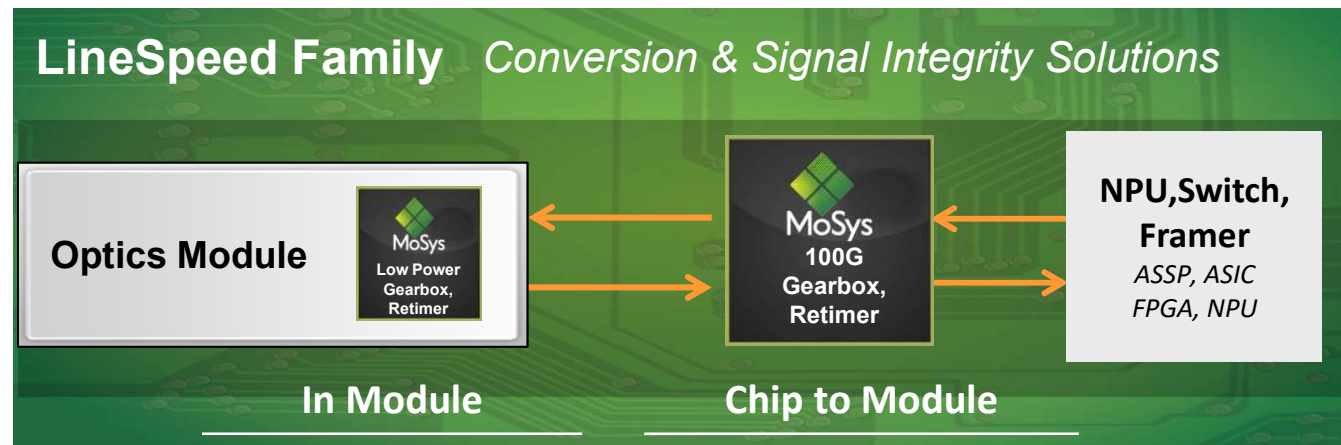 LineSpeed Family Conversion & Signal Integrity Solutions
Optics Module
MoSys
Low Power
Gearbox,
Retimer
MoSys
100G
Gearbox,
Retimer
NPU,Switch,
Framer
ASSP, ASIC
FPGA, NPU
In Module
Chip to Module